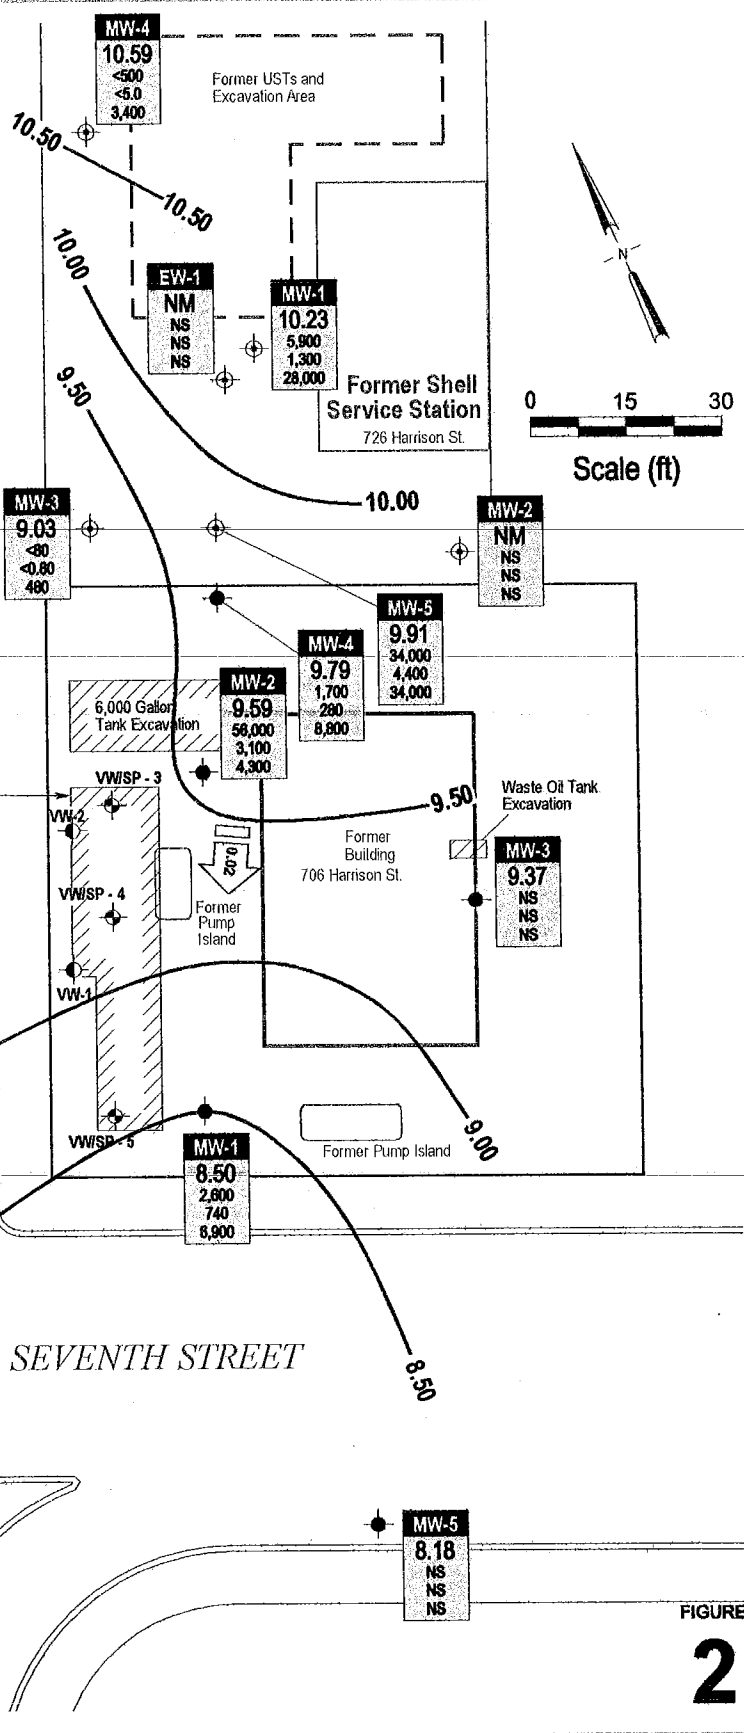 MW-4
10.59
<500
<5.0
3,400
Former USTs and
Excavation Area
10.50
10.50
10.00
N
EW-1
NM
NS
NS
NS
MW-1
10.23
5,900
1,300
28,000
9.50
Former Shell
Service Station
726 Harrison St.
0 15 30
Scale (ft)
10.00
MW-3
9.03
<80
<0.80
480
MW-2
NM
NS
NS
NS
MW-5
9.91
34,000
4,400
34,000
MW-4
9.79
1,700
280
8,800
MW-2
9.59
56,000
3,100
4,300
6,000 Gallon
Tank Excavation
VW/SP - 3
VW-2
9.50
Waste Oil Tank
Excavation
Former
Building
706 Harrison St.
MW-3
9.37
NS
NS
NS
0.02
VW/SP - 4
Former
Pump
Island
VW-1
9.00
VW/SP - 5
MW-1
8.50
2,600
740
6,900
Former Pump Island
SEVENTH STREET
8.50
MW-5
8.18
NS
NS
NS
FIGURE
2